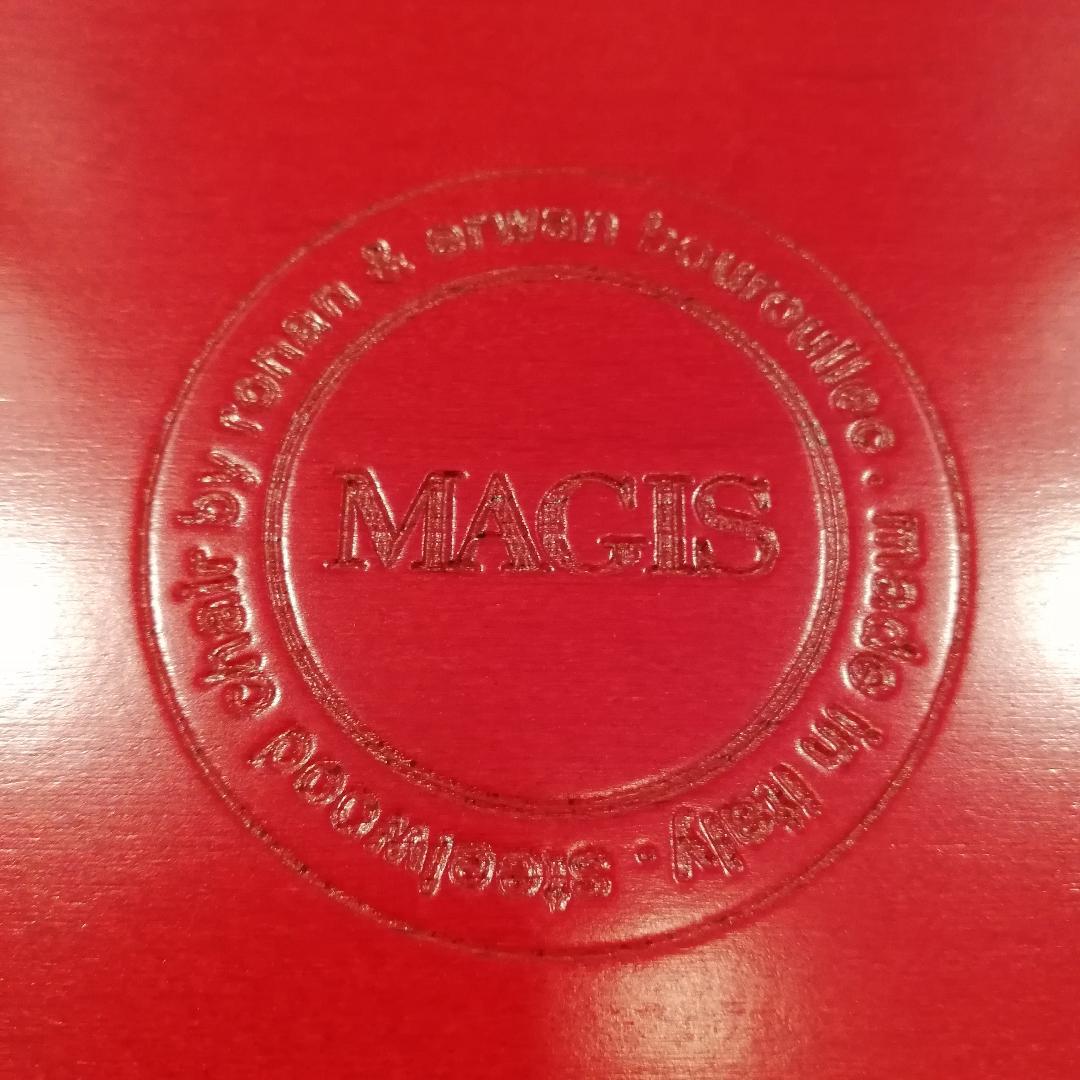 MAGIS
steelwood chair by ronan & erwan bouroullec · made in italy ·